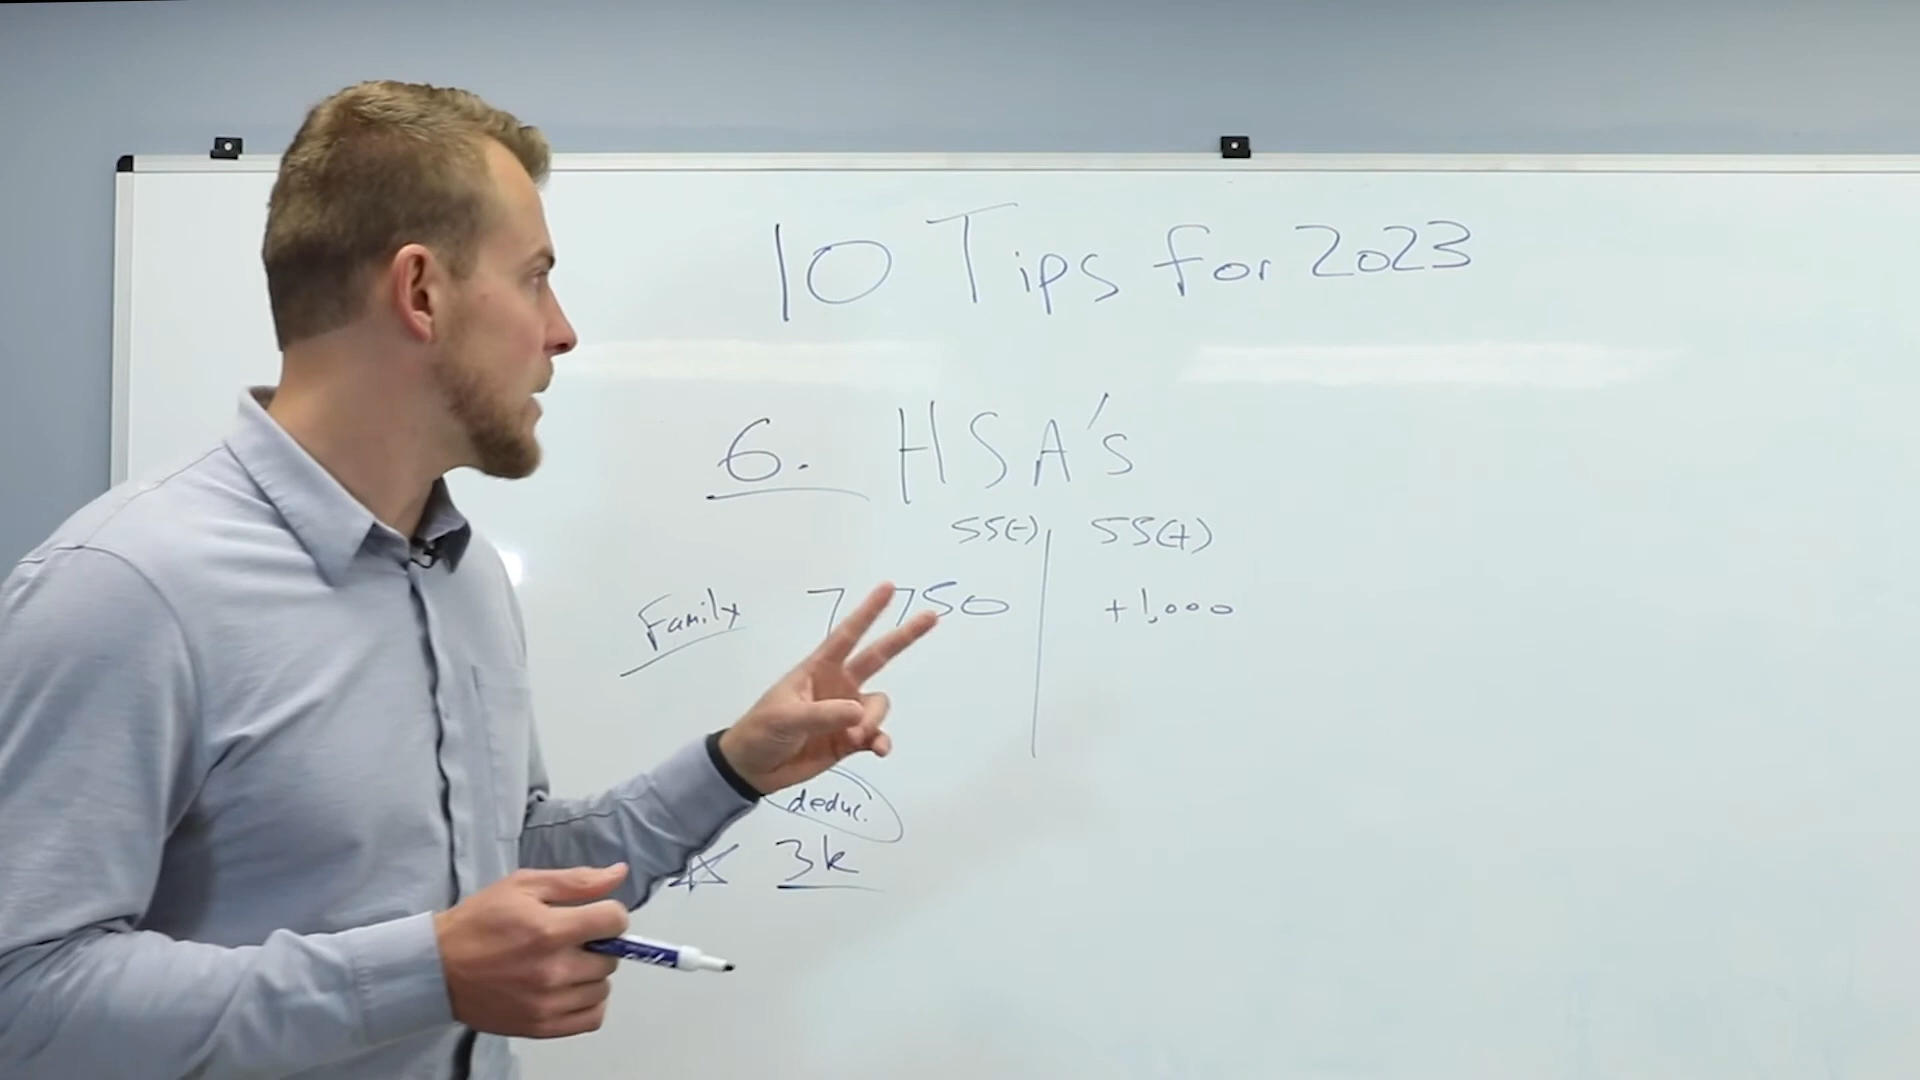 10 Tips for 2023
6. HSA's
55(-) 55(+)
Family 7,750 +1,000
deduc.
3k